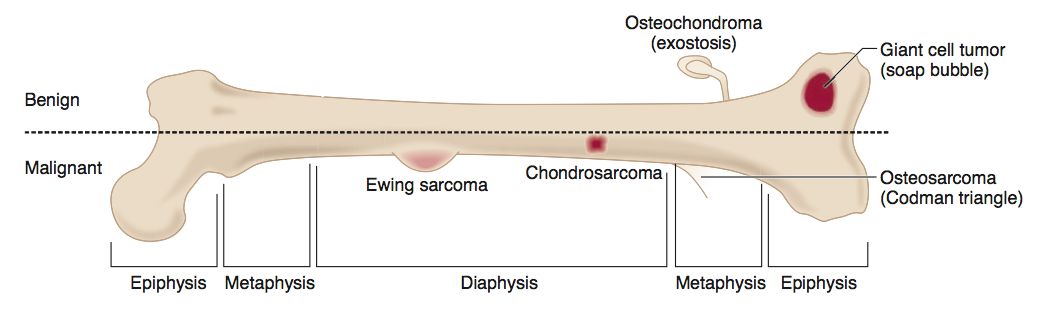 Osteochondroma
(exostosis)
Giant cell tumor
(soap bubble)
Benign
Malignant
Ewing sarcoma
Chondrosarcoma
Osteosarcoma
(Codman triangle)
Epiphysis
Metaphysis
Diaphysis
Metaphysis
Epiphysis